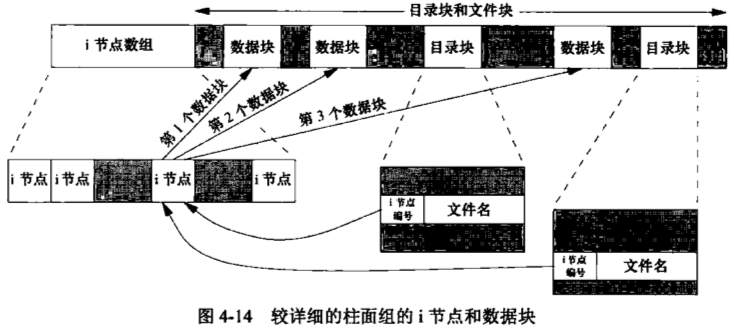 目录块和文件块
i 节点数组
数据块
数据块
目录块
数据块
目录块
第 1 个数据块
第 2 个数据块
第 3 个数据块
i 节点
i 节点
i 节点
i 节点
i 节点
编号
文件名
i 节点
编号
文件名
图 4-14 较详细的柱面组的 i 节点和数据块